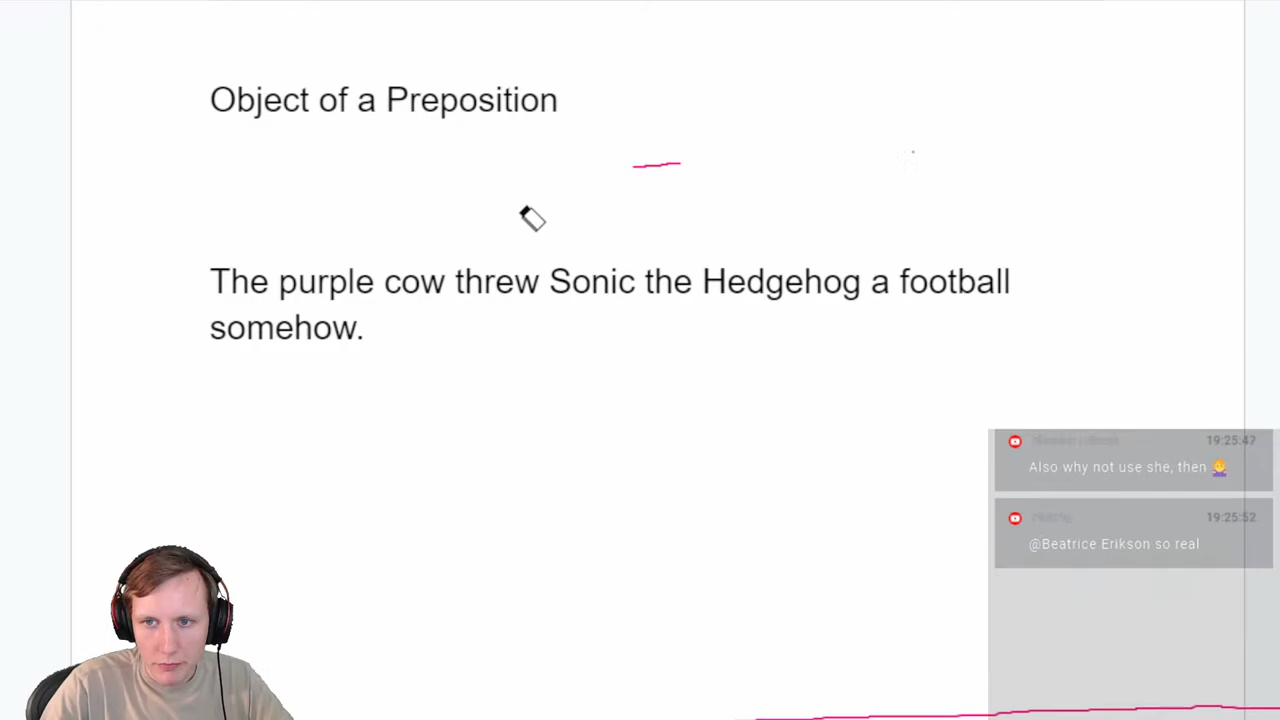 Object of a Preposition
The purple cow threw Sonic the Hedgehog a football
somehow.
19:25:47
Also why not use she, then
19:25:52
@Beatrice Erikson so real